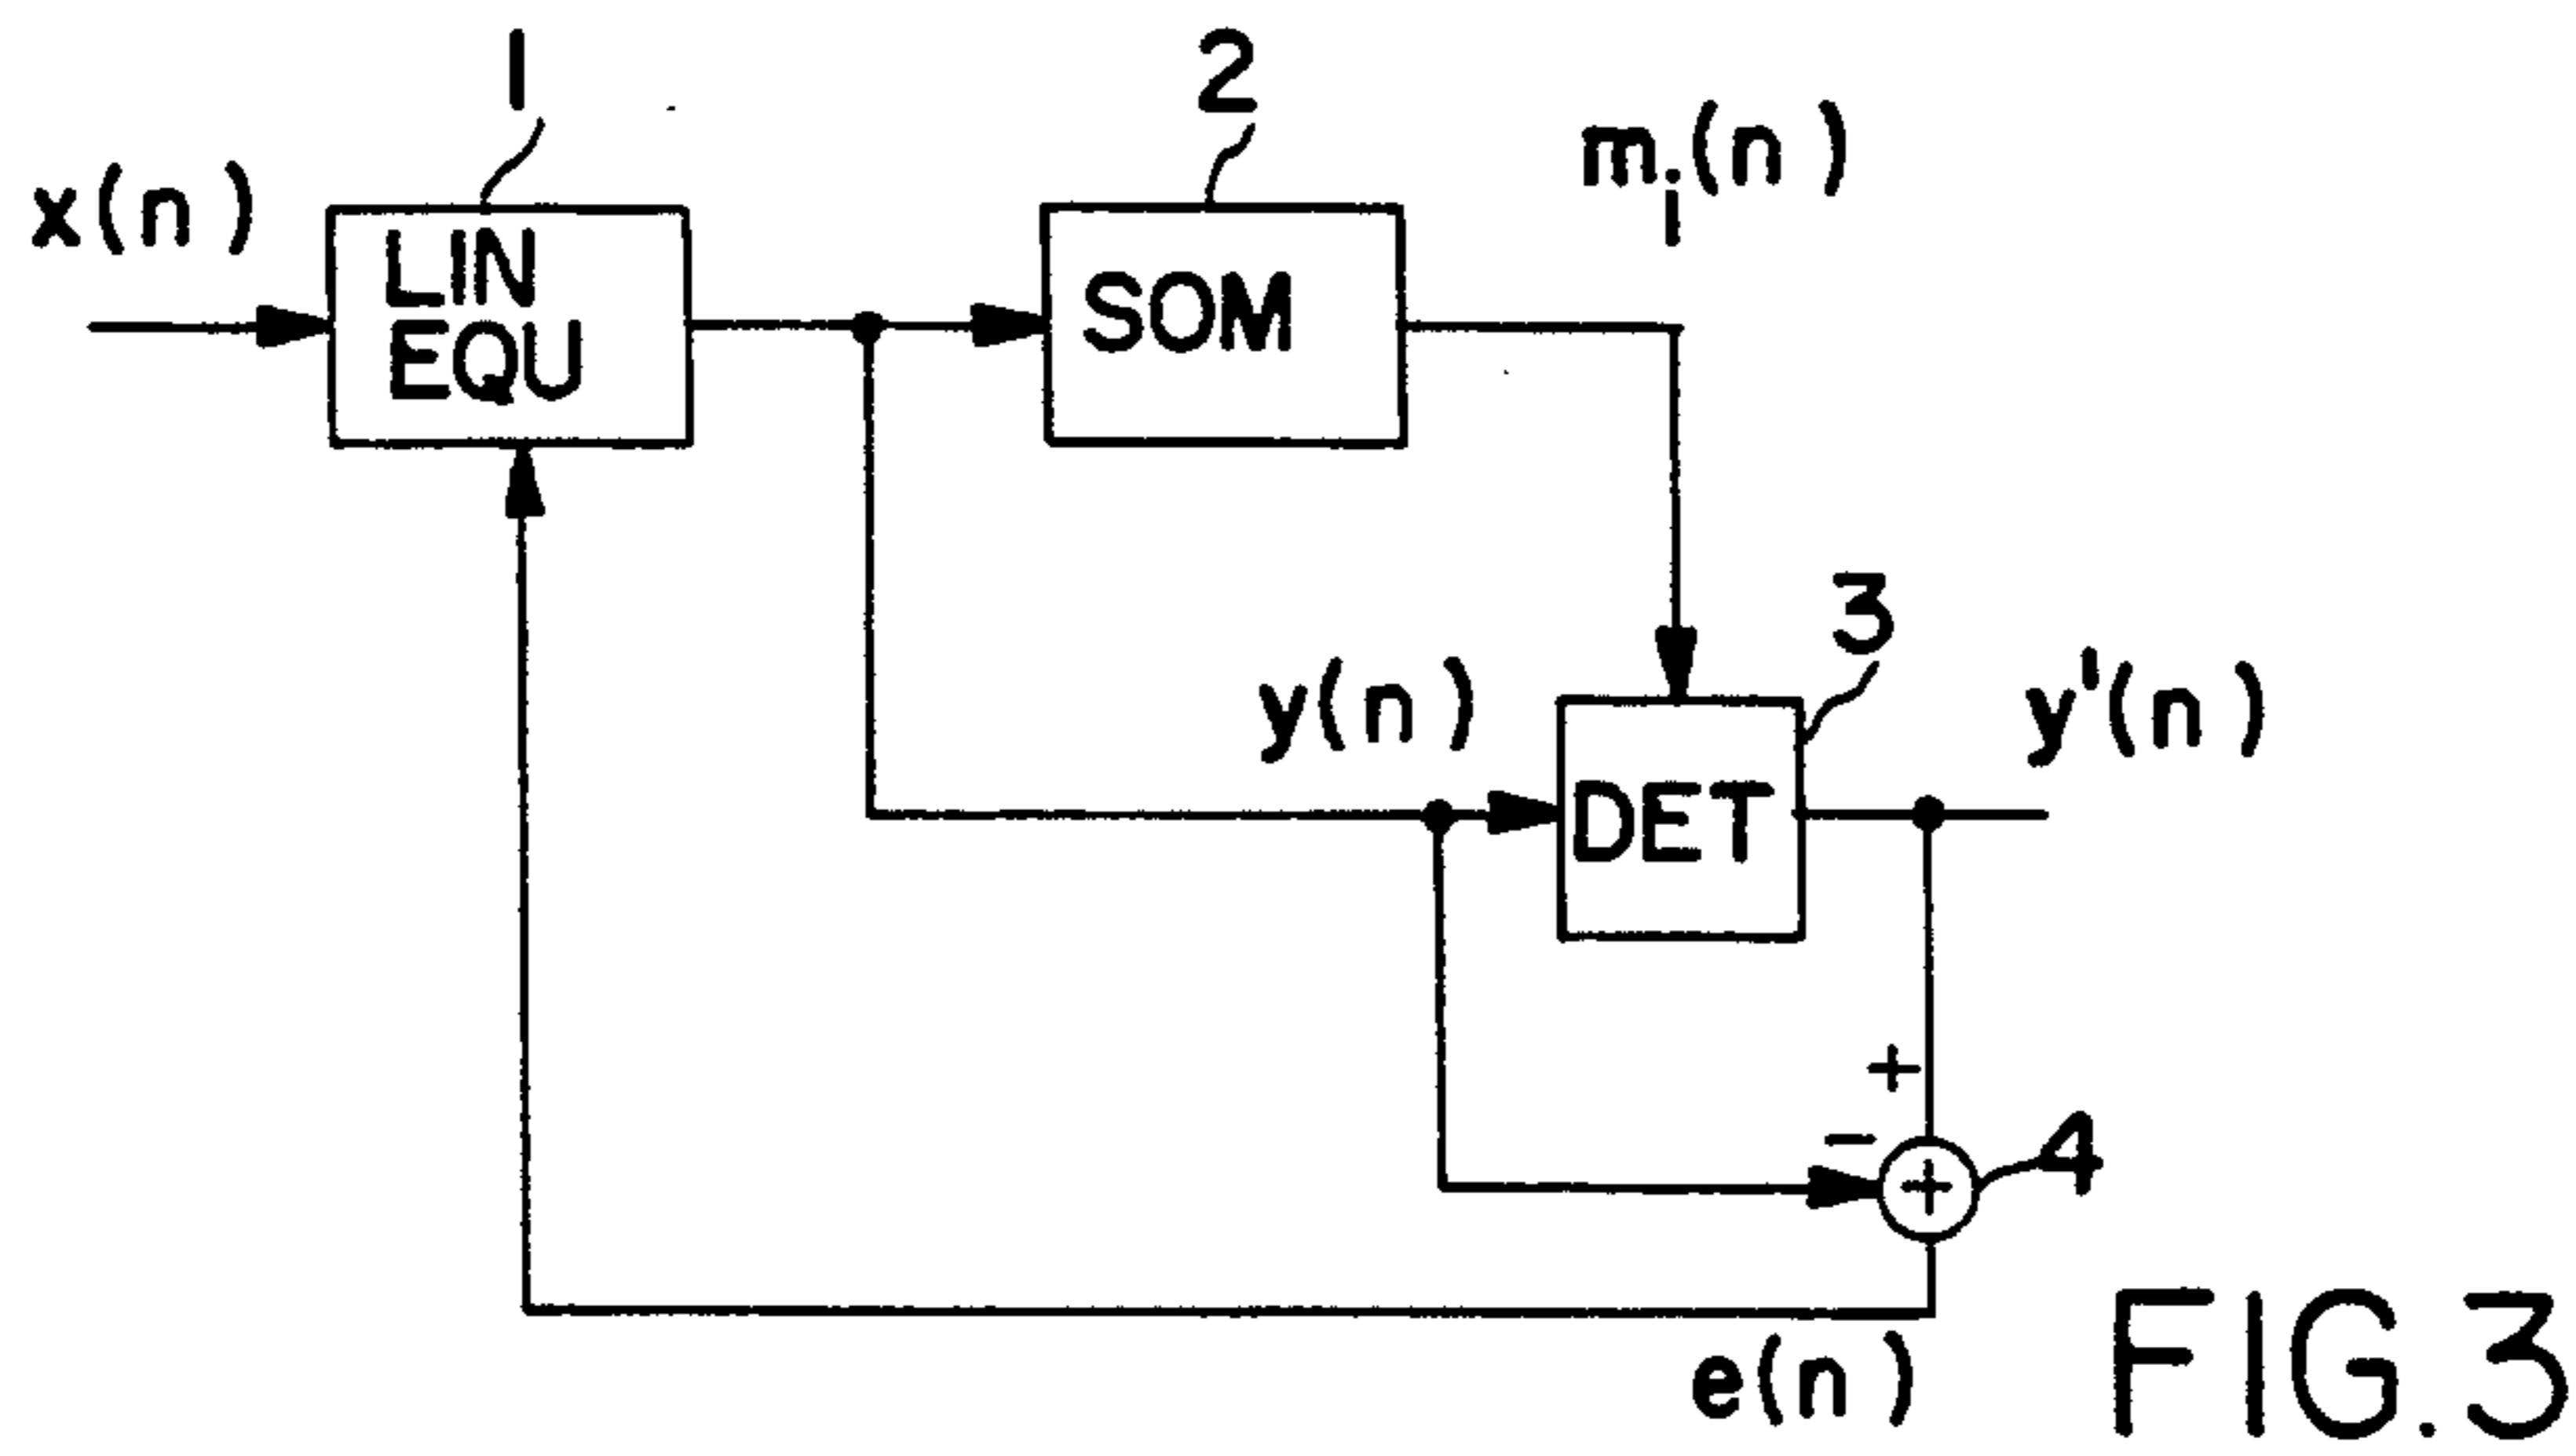 1
2
x(n)
m_i(n)
LIN
EQU
SOM
3
y(n)
y'(n)
DET
+
−
+
4
e(n)
FIG.3